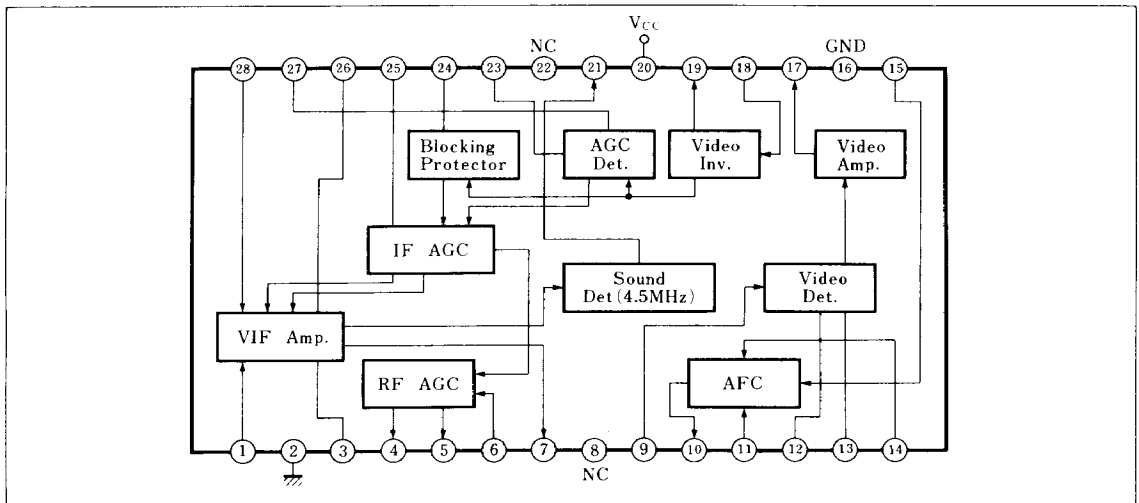 V_CC
NC
GND
28 27 26 25 24 23 22 21 20 19 18 17 16 15
Blocking
Protector
AGC
Det.
Video
Inv.
Video
Amp.
IF AGC
Sound
Det (4.5MHz)
Video
Det.
VIF Amp.
RF AGC
AFC
1 2 3 4 5 6 7 8 9 10 11 12 13 14
NC